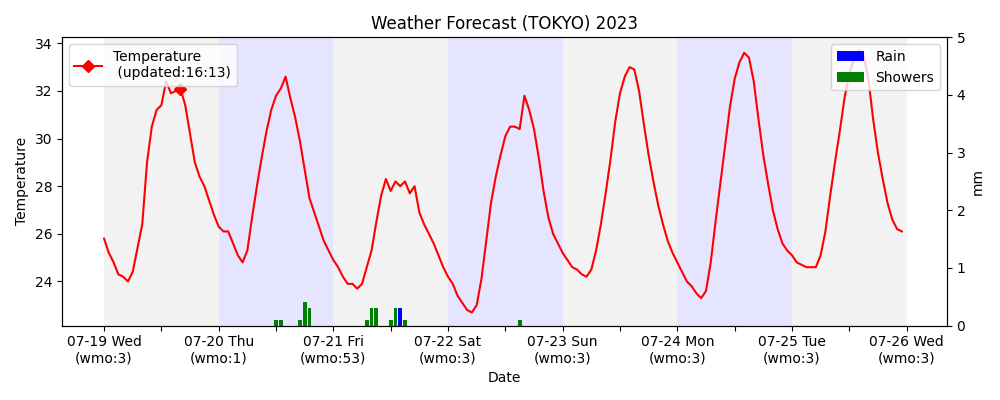 Weather Forecast (TOKYO) 2023
Temperature
(updated:16:13)
Rain
Showers
34
32
30
28
26
24
Temperature
5
4
3
2
1
0
mm
07-19 Wed
(wmo:3)
07-20 Thu
(wmo:1)
07-21 Fri
(wmo:53)
07-22 Sat
(wmo:3)
07-23 Sun
(wmo:3)
07-24 Mon
(wmo:3)
07-25 Tue
(wmo:3)
07-26 Wed
(wmo:3)
Date